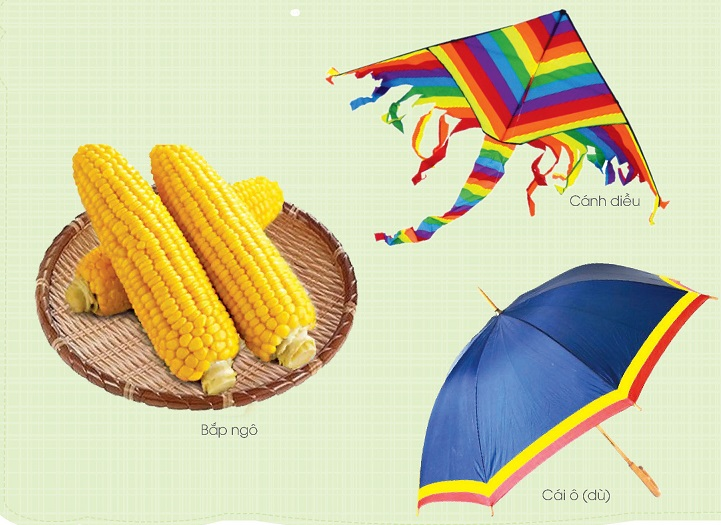 Cánh diều
Bắp ngô
Cái ô (dù)